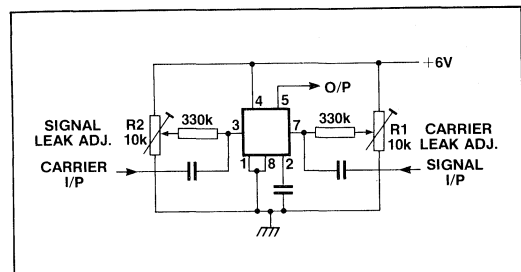 +6V
O/P
4 5
SIGNAL
LEAK ADJ.
R2
10k
330k
3
7
330k
R1
10k
CARRIER
LEAK ADJ.
CARRIER
I/P
1 8 2
SIGNAL
I/P